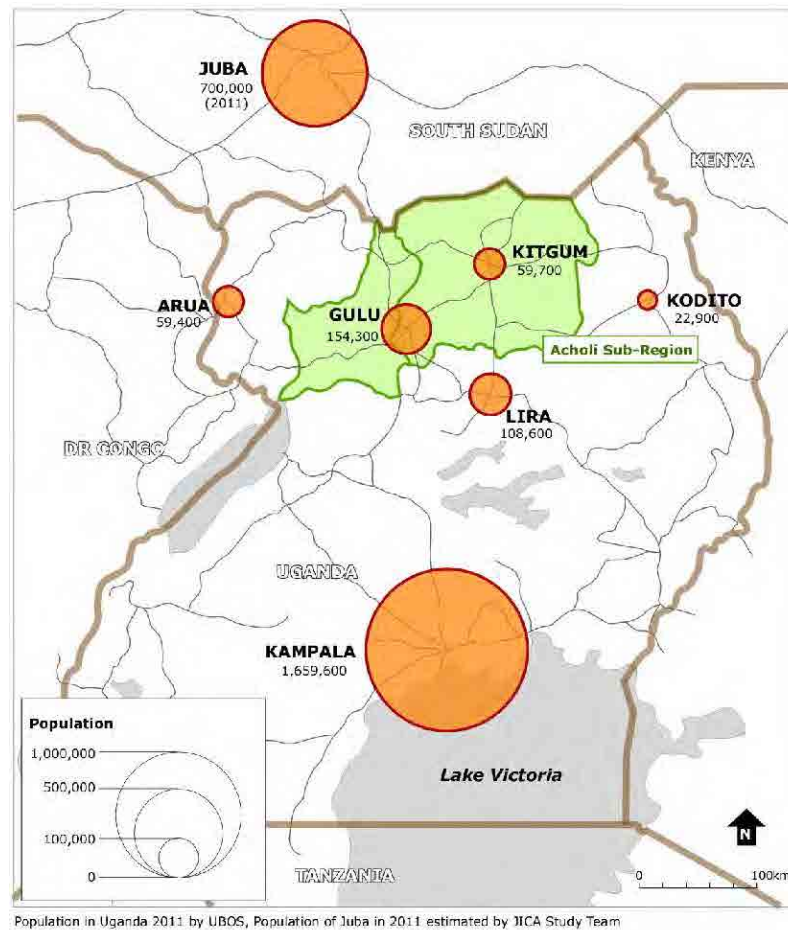 JUBA
700,000
(2011)
SOUTH SUDAN
KENYA
KITGUM
59,700
ARUA
59,400
GULU
154,300
KODITO
22,900
Acholi Sub-Region
LIRA
108,600
DR CONGO
UGANDA
KAMPALA
1,659,600
Population
1,000,000
500,000
100,000
0
Lake Victoria
N
TANZANIA
0
100km
Population in Uganda 2011 by UBOS, Population of Juba in 2011 estimated by JICA Study Team